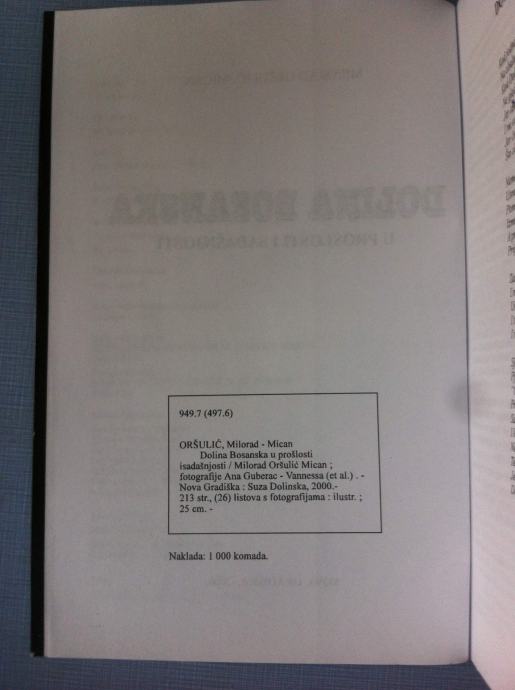 949.7 (497.6)
ORŠULIĆ, Milorad - Mican
Dolina Bosanska u prošlosti
isadašnjosti / Milorad Oršulić Mican ;
fotografije Ana Guberac - Vannessa (et al.) . -
Nova Gradiška : Suza Dolinska, 2000.-
213 str., (26) listova s fotografijama : ilustr. ;
25 cm. -
Naklada: 1 000 komada.